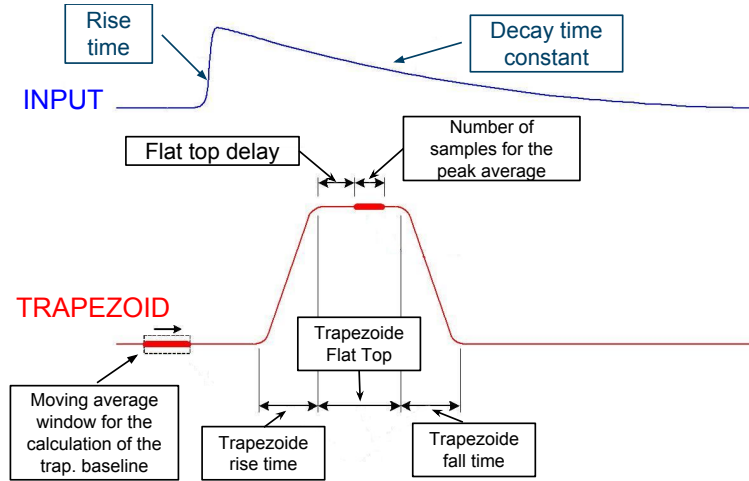 Rise
time
Decay time
constant
INPUT
Flat top delay
Number of
samples for the
peak average
TRAPEZOID
Trapezoide
Flat Top
Moving average
window for the
calculation of the
trap. baseline
Trapezoide
rise time
Trapezoide
fall time